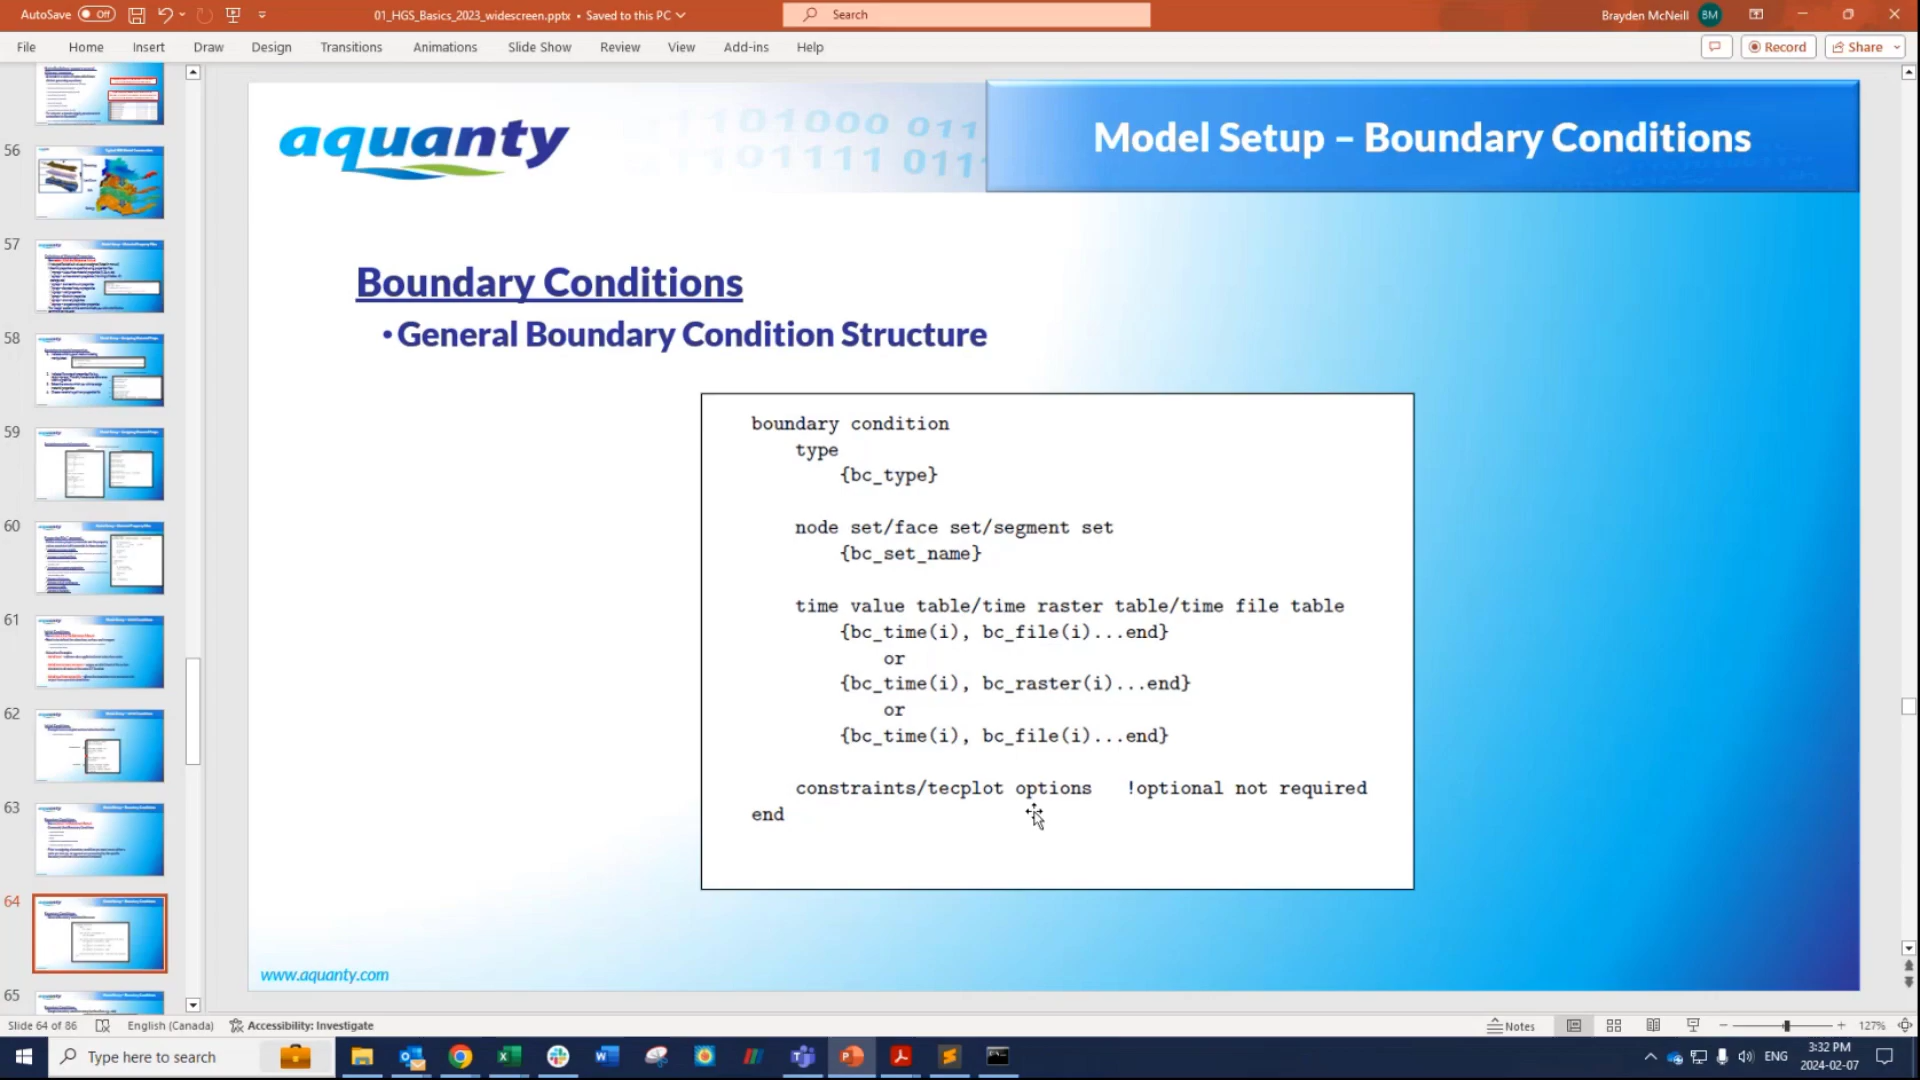 AutoSave Off
01_HGS_Basics_2023_widescreen.pptx • Saved to this PC
Search
Brayden McNeill BM
File Home Insert Draw Design Transitions Animations Slide Show Review View Add-ins Help
Record Share
56
57
58
59
60
61
62
63
64
65
aquanty
1101000 011
1101111 011
Model Setup – Boundary Conditions
Boundary Conditions
•General Boundary Condition Structure
boundary condition
type
{bc_type}
node set/face set/segment set
{bc_set_name}
time value table/time raster table/time file table
{bc_time(i), bc_file(i)...end}
or
{bc_time(i), bc_raster(i)...end}
or
{bc_time(i), bc_file(i)...end}
constraints/tecplot options !optional not required
end
www.aquanty.com
Slide 64 of 86 English (Canada) Accessibility: Investigate
Notes 127%
Type here to search
ENG
3:32 PM
2024-02-07